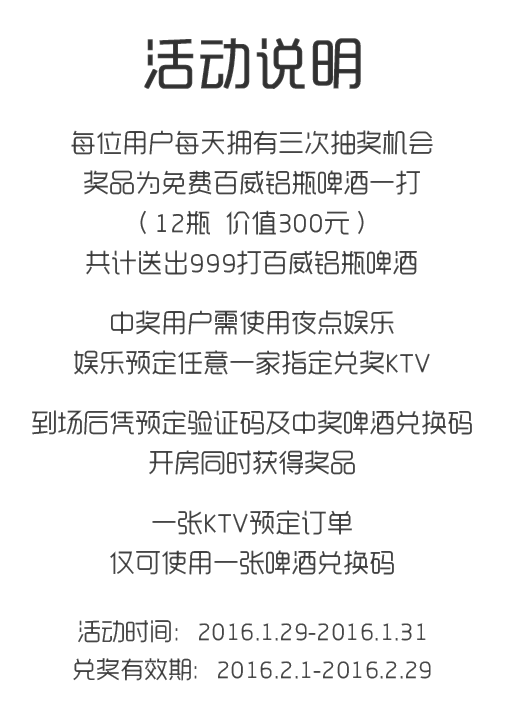 活动说明
每位用户每天拥有三次抽奖机会
奖品为免费百威铝瓶啤酒一打
（12瓶 价值300元）
共计送出999打百威铝瓶啤酒
中奖用户需使用夜点娱乐
娱乐预定任意一家指定兑奖KTV
到场后凭预定验证码及中奖啤酒兑换码
开房同时获得奖品
一张KTV预定订单
仅可使用一张啤酒兑换码
活动时间：2016.1.29-2016.1.31
兑奖有效期：2016.2.1-2016.2.29